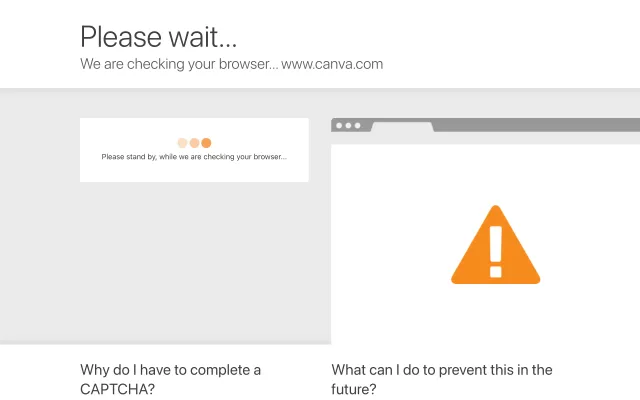 Please wait...
We are checking your browser... www.canva.com
Please stand by, while we are checking your browser...
Why do I have to complete a
CAPTCHA?
What can I do to prevent this in the
future?